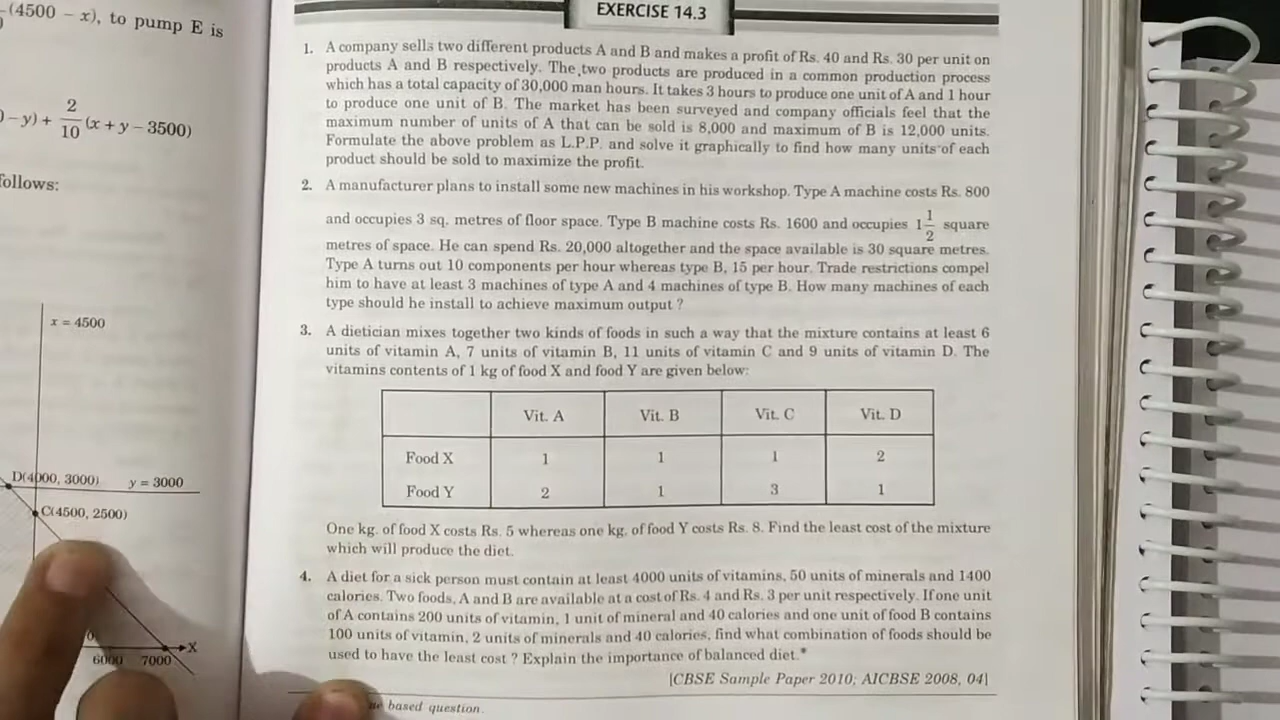 (4500 − x), to pump E is
− y) + 2/10 (x + y − 3500)
follows:
x = 4500
D(4000, 3000) y = 3000
C(4500, 2500)
X
6000 7000
EXERCISE 14.3
1. A company sells two different products A and B and makes a profit of Rs. 40 and Rs. 30 per unit on
products A and B respectively. The two products are produced in a common production process
which has a total capacity of 30,000 man hours. It takes 3 hours to produce one unit of A and 1 hour
to produce one unit of B. The market has been surveyed and company officials feel that the
maximum number of units of A that can be sold is 8,000 and maximum of B is 12,000 units.
Formulate the above problem as L.P.P. and solve it graphically to find how many units of each
product should be sold to maximize the profit.
2. A manufacturer plans to install some new machines in his workshop. Type A machine costs Rs. 800
and occupies 3 sq. metres of floor space. Type B machine costs Rs. 1600 and occupies 1 1/2 square
metres of space. He can spend Rs. 20,000 altogether and the space available is 30 square metres.
Type A turns out 10 components per hour whereas type B, 15 per hour. Trade restrictions compel
him to have at least 3 machines of type A and 4 machines of type B. How many machines of each
type should he install to achieve maximum output ?
3. A dietician mixes together two kinds of foods in such a way that the mixture contains at least 6
units of vitamin A, 7 units of vitamin B, 11 units of vitamin C and 9 units of vitamin D. The
vitamins contents of 1 kg of food X and food Y are given below:
Vit. A Vit. B Vit. C Vit. D
Food X 1 1 1 2
Food Y 2 1 3 1
One kg. of food X costs Rs. 5 whereas one kg. of food Y costs Rs. 8. Find the least cost of the mixture
which will produce the diet.
4. A diet for a sick person must contain at least 4000 units of vitamins, 50 units of minerals and 1400
calories. Two foods, A and B are available at a cost of Rs. 4 and Rs. 3 per unit respectively. If one unit
of A contains 200 units of vitamin, 1 unit of mineral and 40 calories and one unit of food B contains
100 units of vitamin, 2 units of minerals and 40 calories, find what combination of foods should be
used to have the least cost ? Explain the importance of balanced diet.*
[CBSE Sample Paper 2010; AICBSE 2008, 04]
based question.